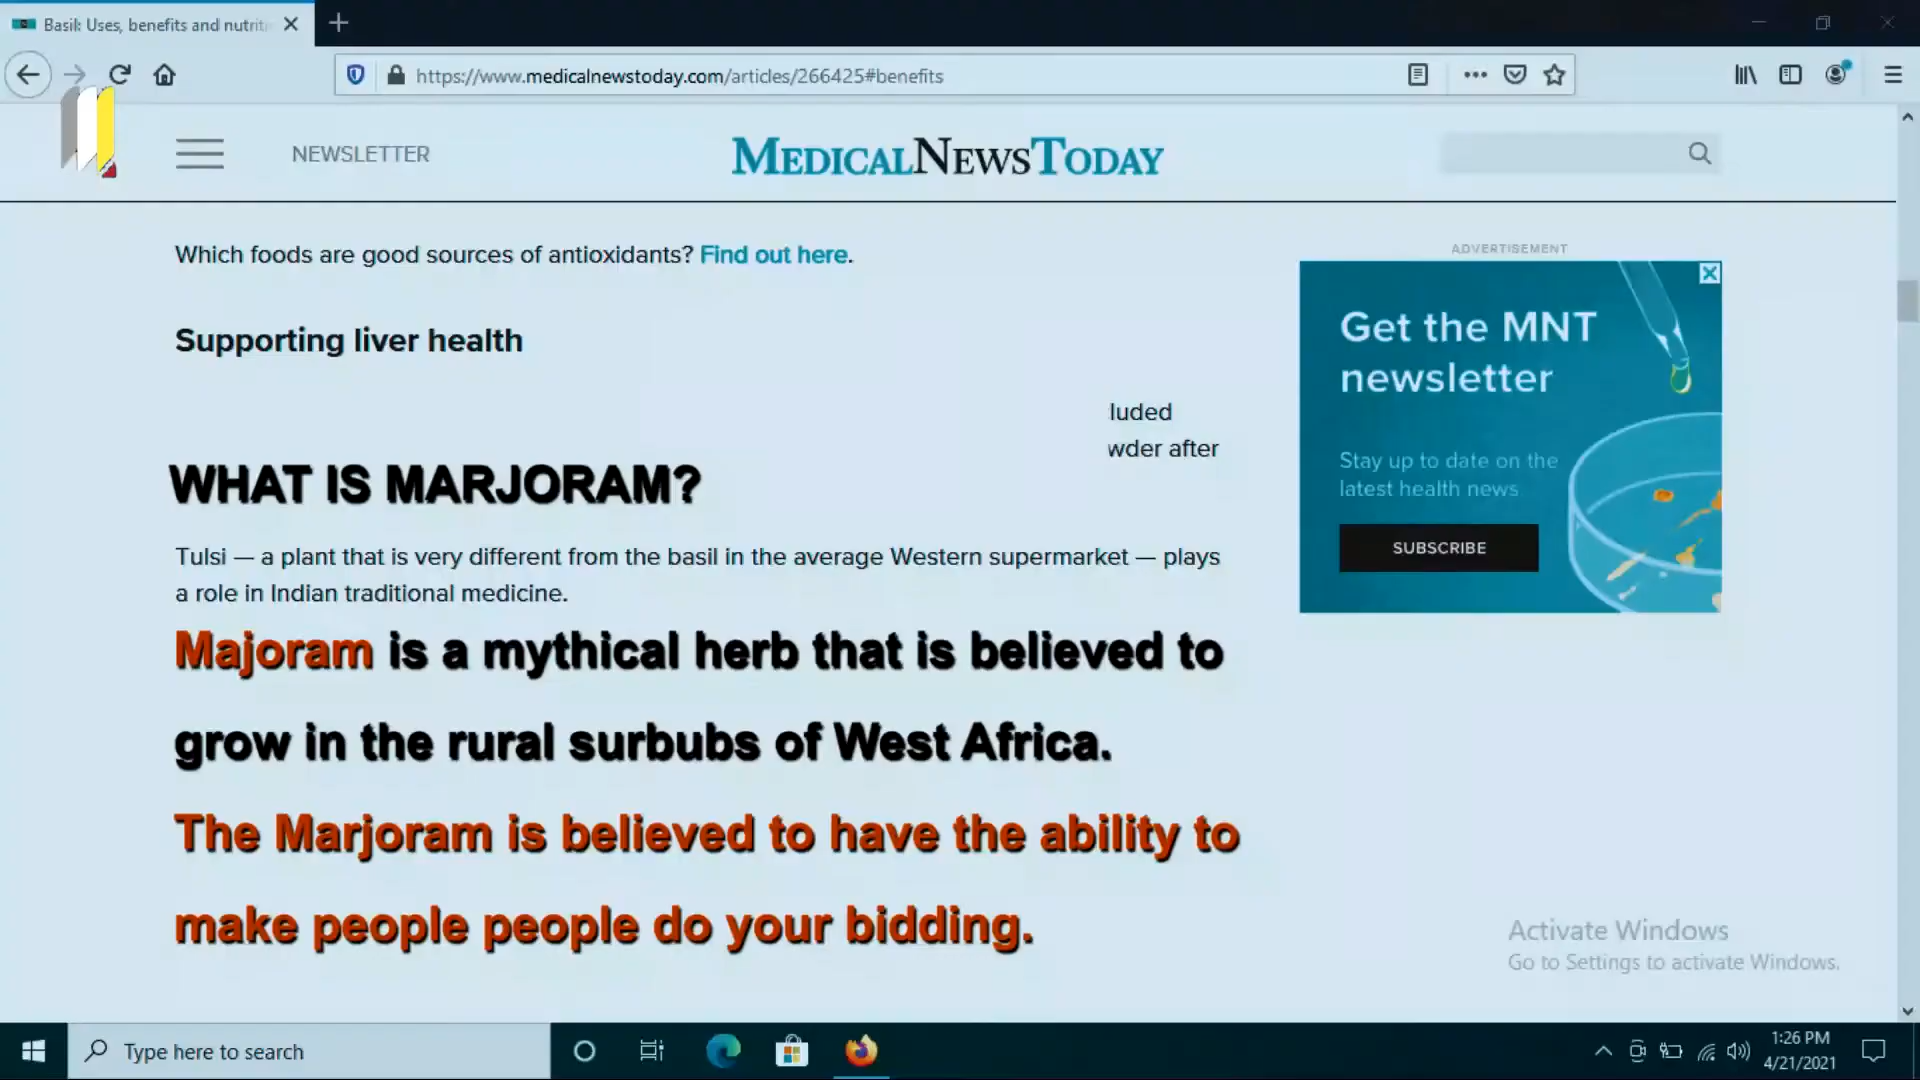 Basil: Uses, benefits and nutriti
https://www.medicalnewstoday.com/articles/266425#benefits
NEWSLETTER
MEDICALNEWSTODAY
Which foods are good sources of antioxidants? Find out here.
Supporting liver health
luded
wder after
WHAT IS MARJORAM?
Tulsi — a plant that is very different from the basil in the average Western supermarket — plays
a role in Indian traditional medicine.
Majoram is a mythical herb that is believed to
grow in the rural surbubs of West Africa.
The Marjoram is believed to have the ability to
make people people do your bidding.
ADVERTISEMENT
Get the MNT
newsletter
Stay up to date on the
latest health news
SUBSCRIBE
Activate Windows
Go to Settings to activate Windows.
Type here to search
1:26 PM
4/21/2021